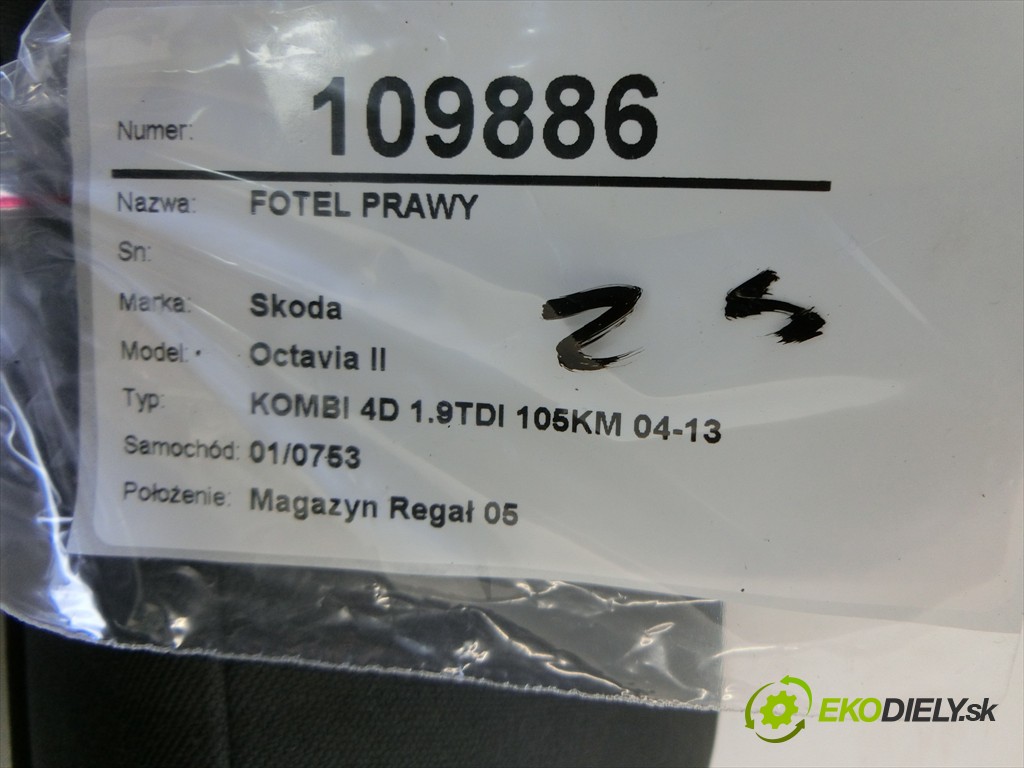 Numer: 109886
Nazwa: FOTEL PRAWY
Sn:
Marka: Skoda
Model: Octavia II
Typ: KOMBI 4D 1.9TDI 105KM 04-13
Samochód: 01/0753
Położenie: Magazyn Regał 05
EKODIELY.sk